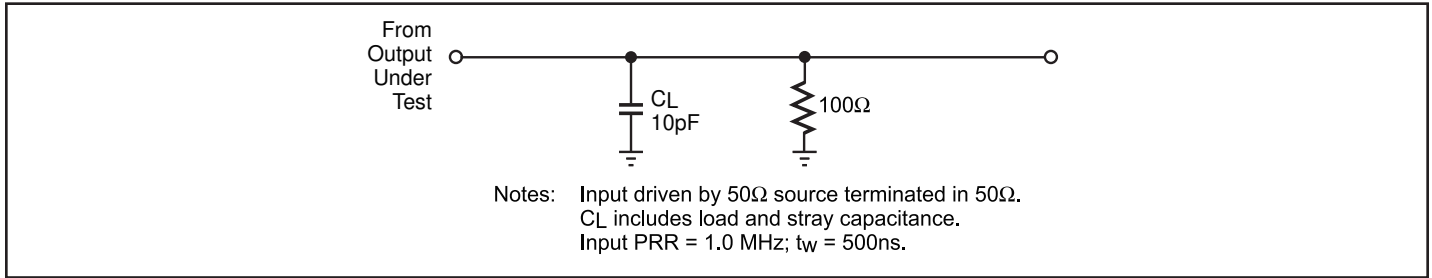 From
Output
Under
Test
CL
10pF
100Ω
Notes: Input driven by 50Ω source terminated in 50Ω.
CL includes load and stray capacitance.
Input PRR = 1.0 MHz; tw = 500ns.